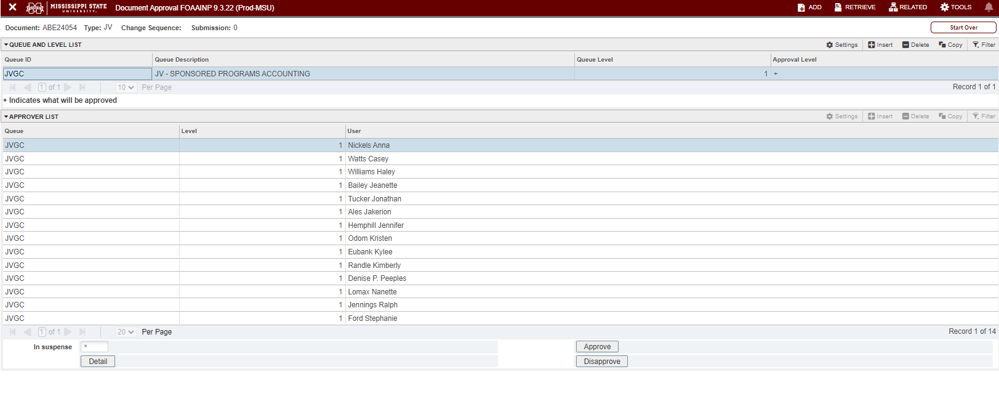 ✕ MISSISSIPPI STATE UNIVERSITY. Document Approval FOAAINP 9.3.22 (Prod-MSU) ADD RETRIEVE RELATED TOOLS
Document: ABE24054 Type: JV Change Sequence: Submission: 0 Start Over
QUEUE AND LEVEL LIST Settings Insert Delete Copy Filter
Queue ID Queue Description Queue Level Approval Level
JVGC JV - SPONSORED PROGRAMS ACCOUNTING 1 +
1 of 1 10 Per Page Record 1 of 1
+ Indicates what will be approved
APPROVER LIST Settings Insert Delete Copy Filter
Queue Level User
JVGC 1 Nickels Anna
JVGC 1 Watts Casey
JVGC 1 Williams Haley
JVGC 1 Bailey Jeanette
JVGC 1 Tucker Jonathan
JVGC 1 Ales Jakerion
JVGC 1 Hemphill Jennifer
JVGC 1 Odom Kristen
JVGC 1 Eubank Kylee
JVGC 1 Randle Kimberly
JVGC 1 Denise P. Peeples
JVGC 1 Lomax Nanette
JVGC 1 Jennings Ralph
JVGC 1 Ford Stephanie
1 of 1 20 Per Page Record 1 of 14
In suspense * Approve
Detail Disapprove